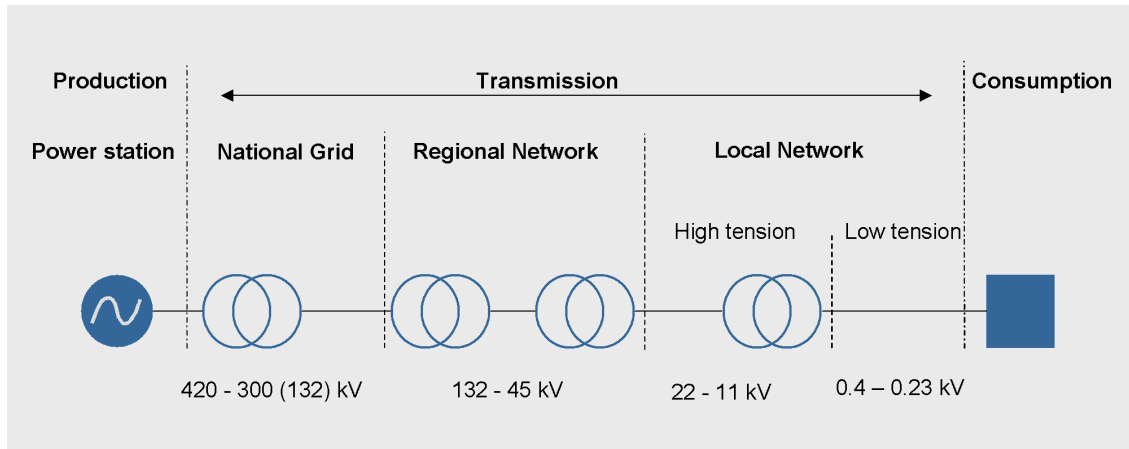 Production
Transmission
Consumption
Power station
National Grid
Regional Network
Local Network
High tension
Low tension
420 - 300 (132) kV
132 - 45 kV
22 - 11 kV
0.4 – 0.23 kV